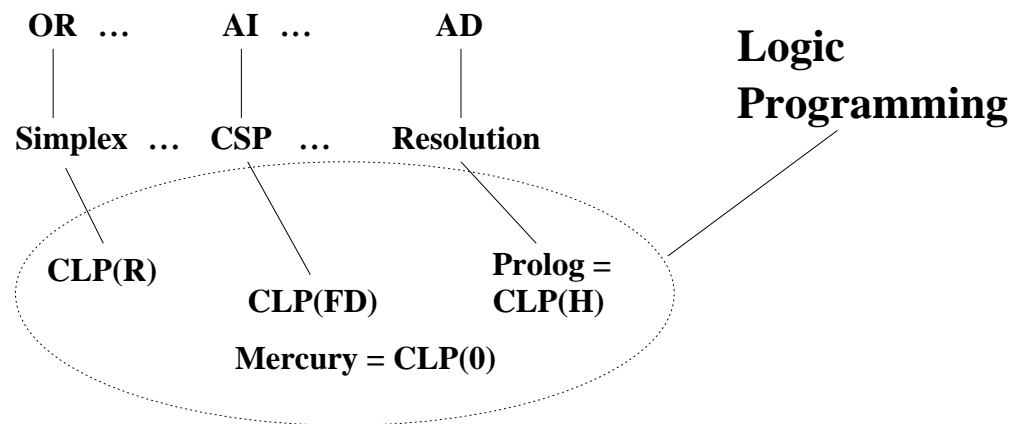 OR … AI … AD
Logic
Programming
Simplex … CSP … Resolution
CLP(R)
Prolog =
CLP(H)
CLP(FD)
Mercury = CLP(0)